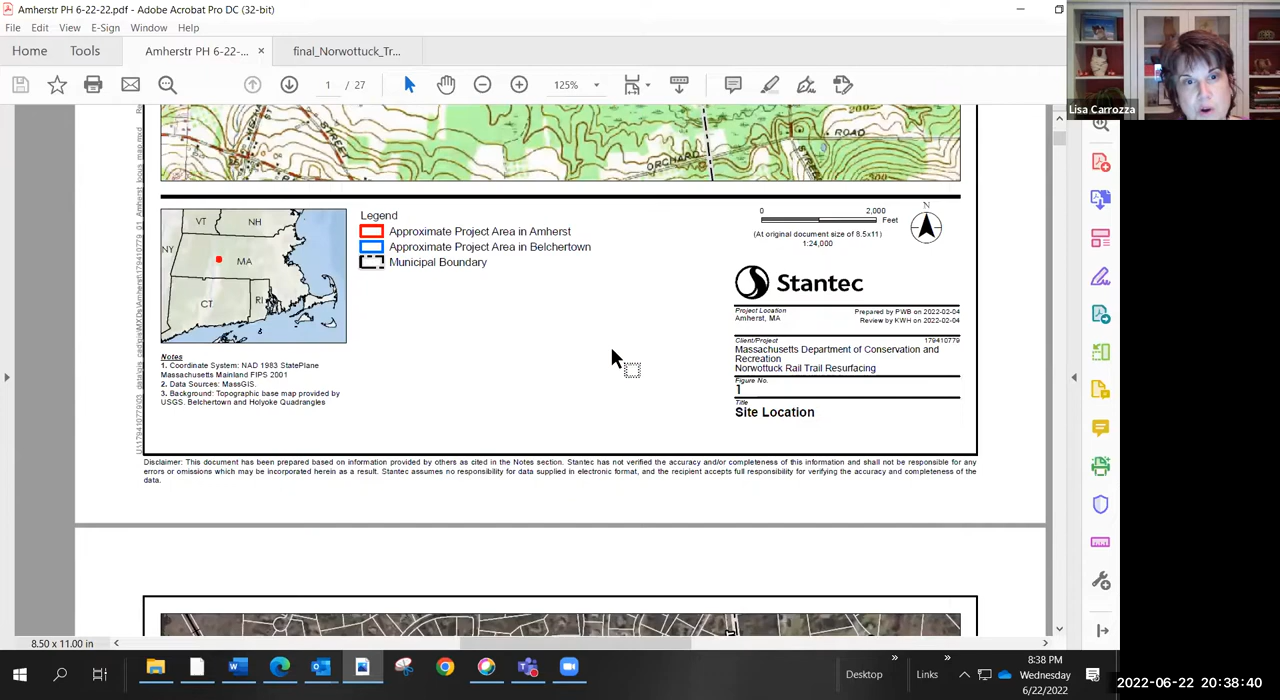 Amherstr PH 6-22-22.pdf - Adobe Acrobat Pro DC (32-bit)
File Edit View E-Sign Window Help
Home Tools Amherstr PH 6-22-... × final_Norwottuck_Tr...
1 / 27 125%
Lisa Carrozza
STREET
ORCHARD
ROAD
200
200
VT NH
NY MA
CT RI
Legend
Approximate Project Area in Amherst
Approximate Project Area in Belchertown
Municipal Boundary
0 2,000
Feet
(At original document size of 8.5x11)
1:24,000
N
Stantec
Project Location
Amherst, MA
Prepared by PWB on 2022-02-04
Review by KWH on 2022-02-04
Client/Project 179410779
Massachusetts Department of Conservation and
Recreation
Norwottuck Rail Trail Resurfacing
Figure No.
1
Title
Site Location
Notes
1. Coordinate System: NAD 1983 StatePlane
Massachusetts Mainland FIPS 2001
2. Data Sources: MassGIS.
3. Background: Topographic base map provided by
USGS. Belchertown and Holyoke Quadrangles
Disclaimer: This document has been prepared based on information provided by others as cited in the Notes section. Stantec has not verified the accuracy and/or completeness of this information and shall not be responsible for any
errors or omissions which may be incorporated herein as a result. Stantec assumes no responsibility for data supplied in electronic format, and the recipient accepts full responsibility for verifying the accuracy and completeness of the
data.
8.50 x 11.00 in
Desktop Links
8:38 PM
Wednesday
6/22/2022
2022-06-22 20:38:40